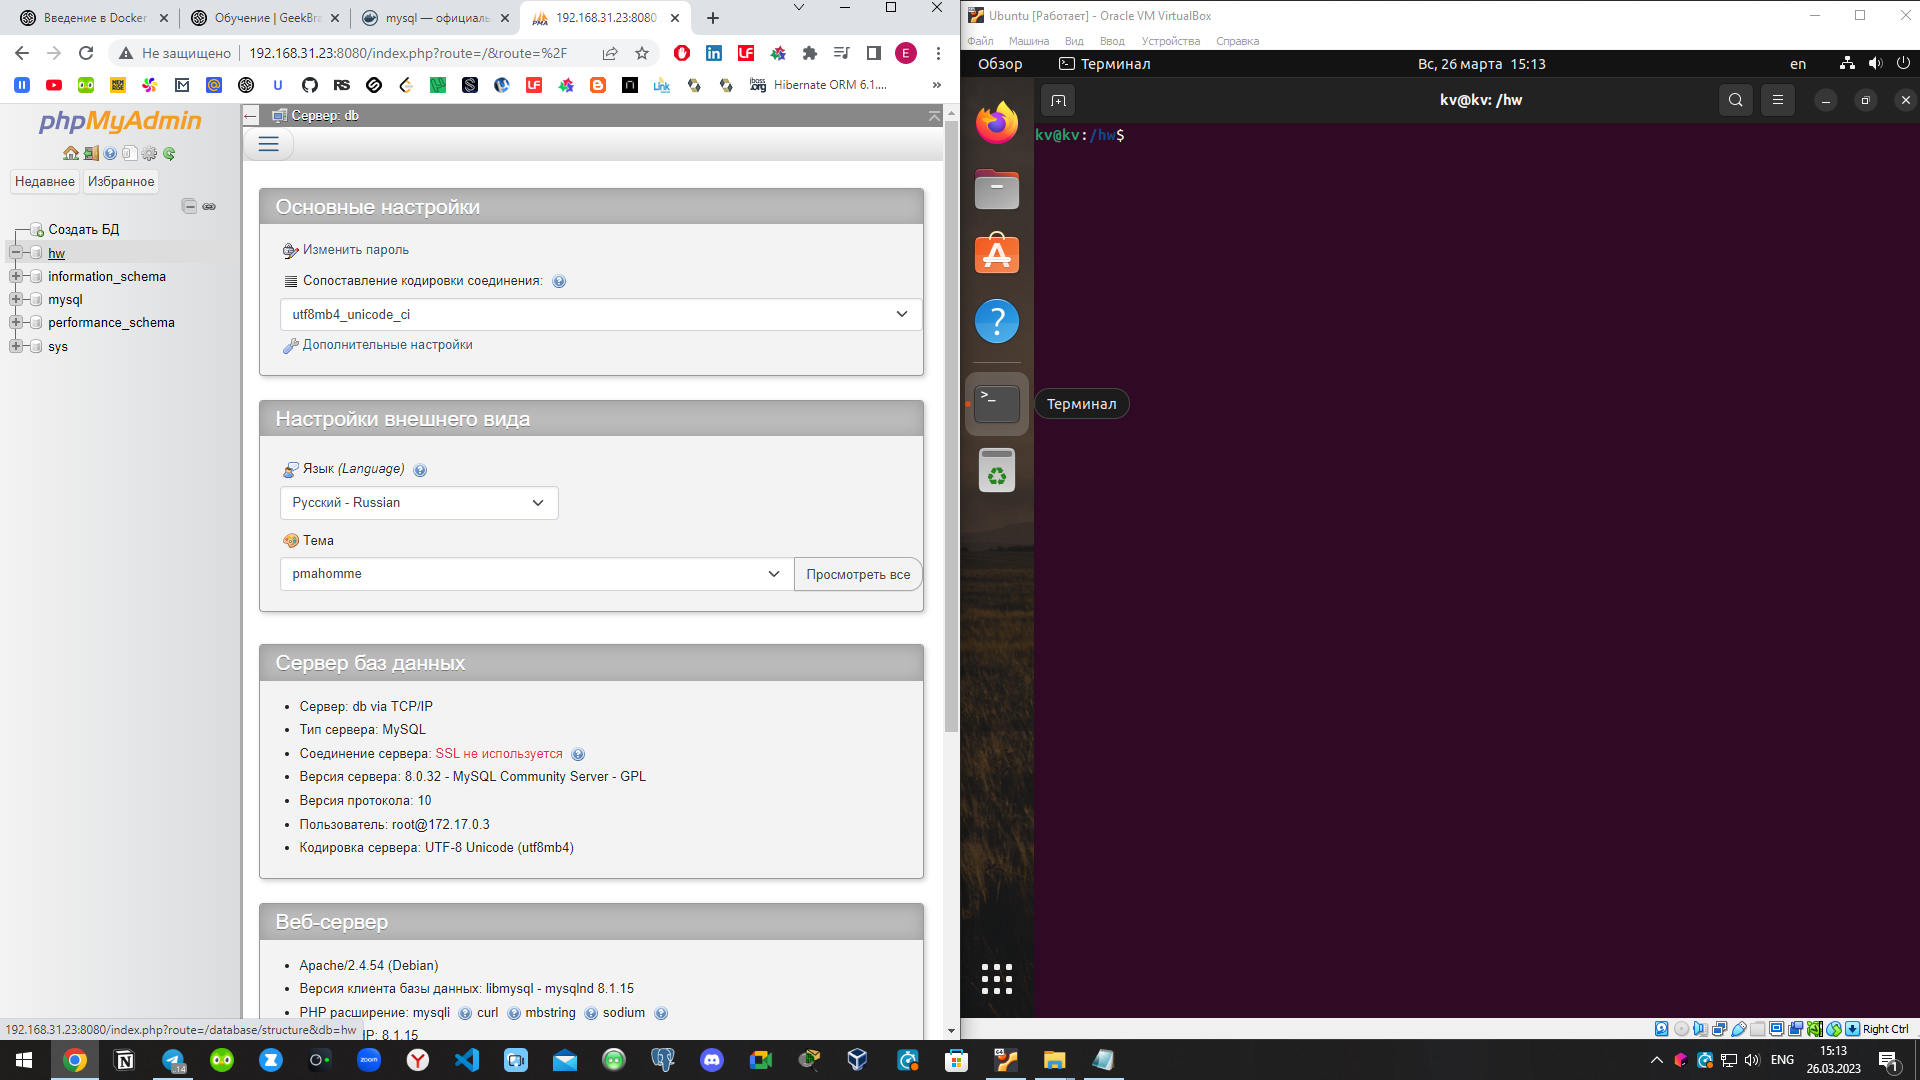 Введение в Docker
Обучение | GeekBra
mysql — официаль
192.168.31.23:8080
Не защищено
192.168.31.23:8080/index.php?route=/&route=%2F
E
Hibernate ORM 6.1....
phpMyAdmin
Недавнее
Избранное
Создать БД
hw
information_schema
mysql
performance_schema
sys
Сервер: db
Основные настройки
Изменить пароль
Сопоставление кодировки соединения:
utf8mb4_unicode_ci
Дополнительные настройки
Настройки внешнего вида
Язык (Language)
Русский - Russian
Тема
pmahomme
Просмотреть все
Сервер баз данных
Сервер: db via TCP/IP
Тип сервера: MySQL
Соединение сервера: SSL не используется
Версия сервера: 8.0.32 - MySQL Community Server - GPL
Версия протокола: 10
Пользователь: root@172.17.0.3
Кодировка сервера: UTF-8 Unicode (utf8mb4)
Веб-сервер
Apache/2.4.54 (Debian)
Версия клиента базы данных: libmysql - mysqlnd 8.1.15
PHP расширение: mysqli curl mbstring sodium
IP: 8.1.15
192.168.31.23:8080/index.php?route=/database/structure&db=hw
Ubuntu [Работает] - Oracle VM VirtualBox
Файл Машина Вид Ввод Устройства Справка
Обзор
Терминал
Вс, 26 марта 15:13
en
kv@kv: /hw
kv@kv:/hw$
Терминал
Right Ctrl
ENG
15:13
26.03.2023